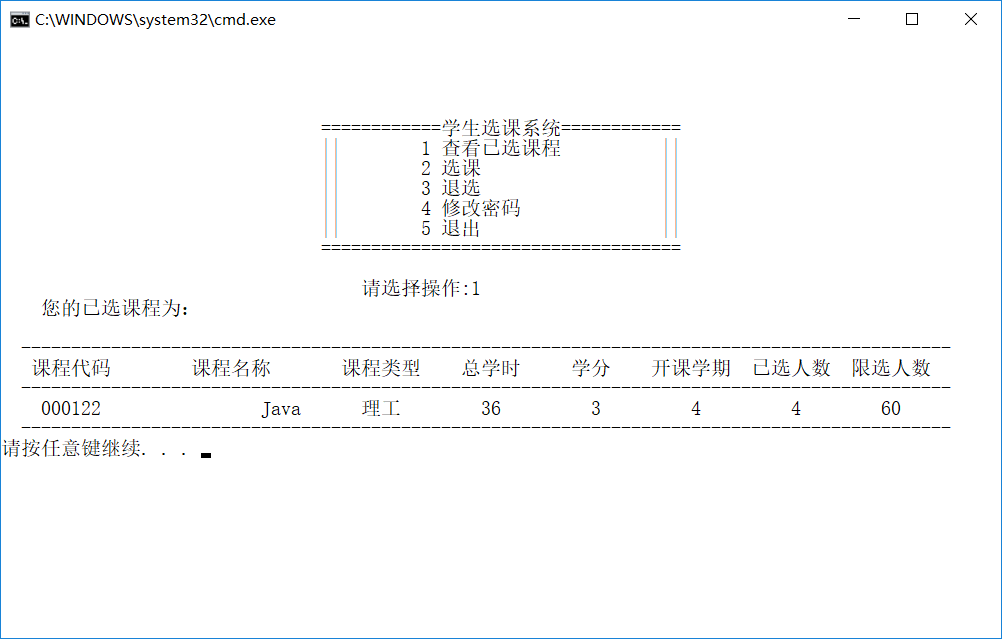 C:\WINDOWS\system32\cmd.exe
============学生选课系统============
||        1 查看已选课程          ||
||        2 选课                  ||
||        3 退选                  ||
||        4 修改密码              ||
||        5 退出                  ||
====================================
请选择操作:1
您的已选课程为:
---------------------------------------------------------------------------------------------
课程代码 课程名称 课程类型 总学时 学分 开课学期 已选人数 限选人数
---------------------------------------------------------------------------------------------
000122 Java 理工 36 3 4 4 60
---------------------------------------------------------------------------------------------
请按任意键继续. . .